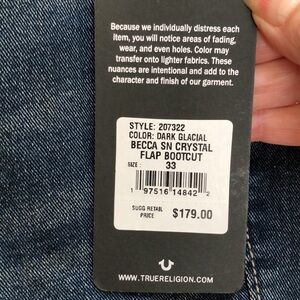 Because we individually distress each
item, you will notice areas of fading,
wear, and even holes. Color may
transfer onto lighter fabrics. These
nuances are intentional and add to the
character and finish of our garment.
STYLE: 207322
COLOR: DARK GLACIAL
BECCA SN CRYSTAL
FLAP BOOTCUT
SIZE: 33
1 97516 14842 2
SUGG RETAIL
PRICE $179.00
WWW.TRUERELIGION.COM